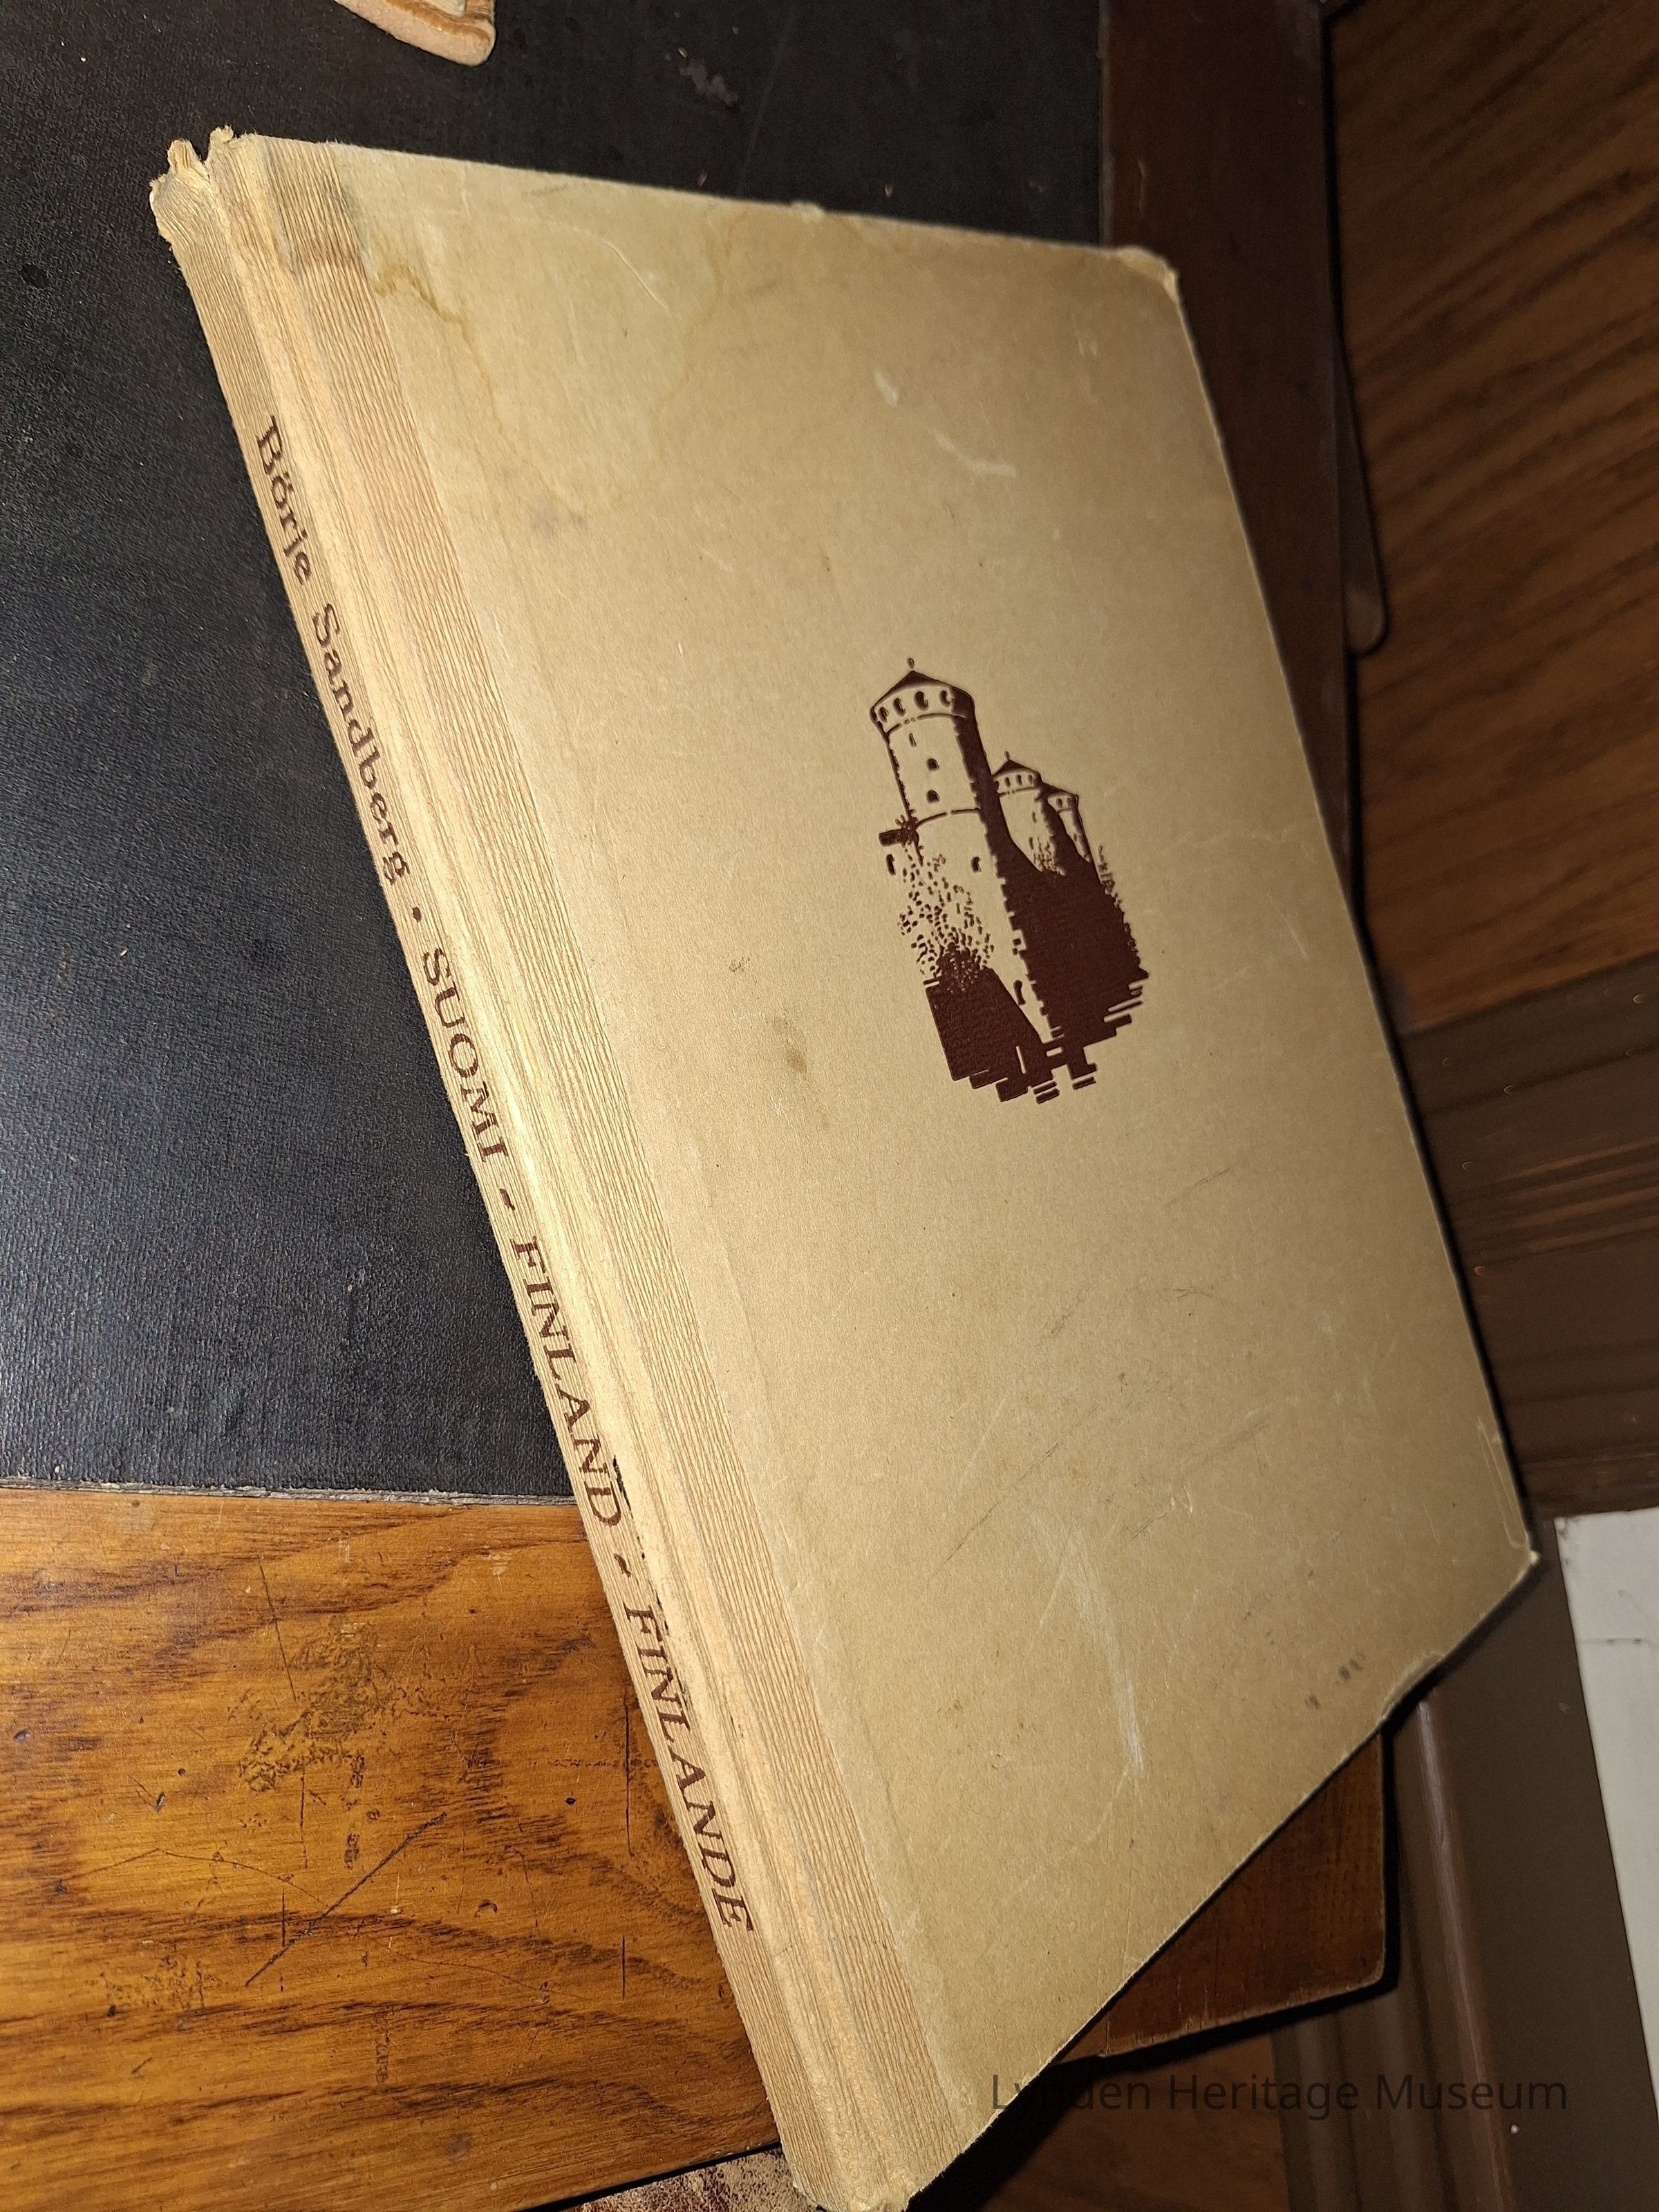 Börje Sandberg • SUOMI - FINLAND - FINLANDE
Lynden Heritage Museum